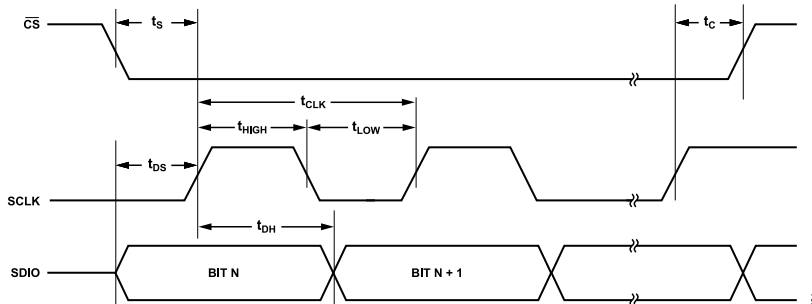 CS tS tC
tCLK
tHIGH tLOW
tDS
SCLK
tDH
SDIO BIT N BIT N + 1